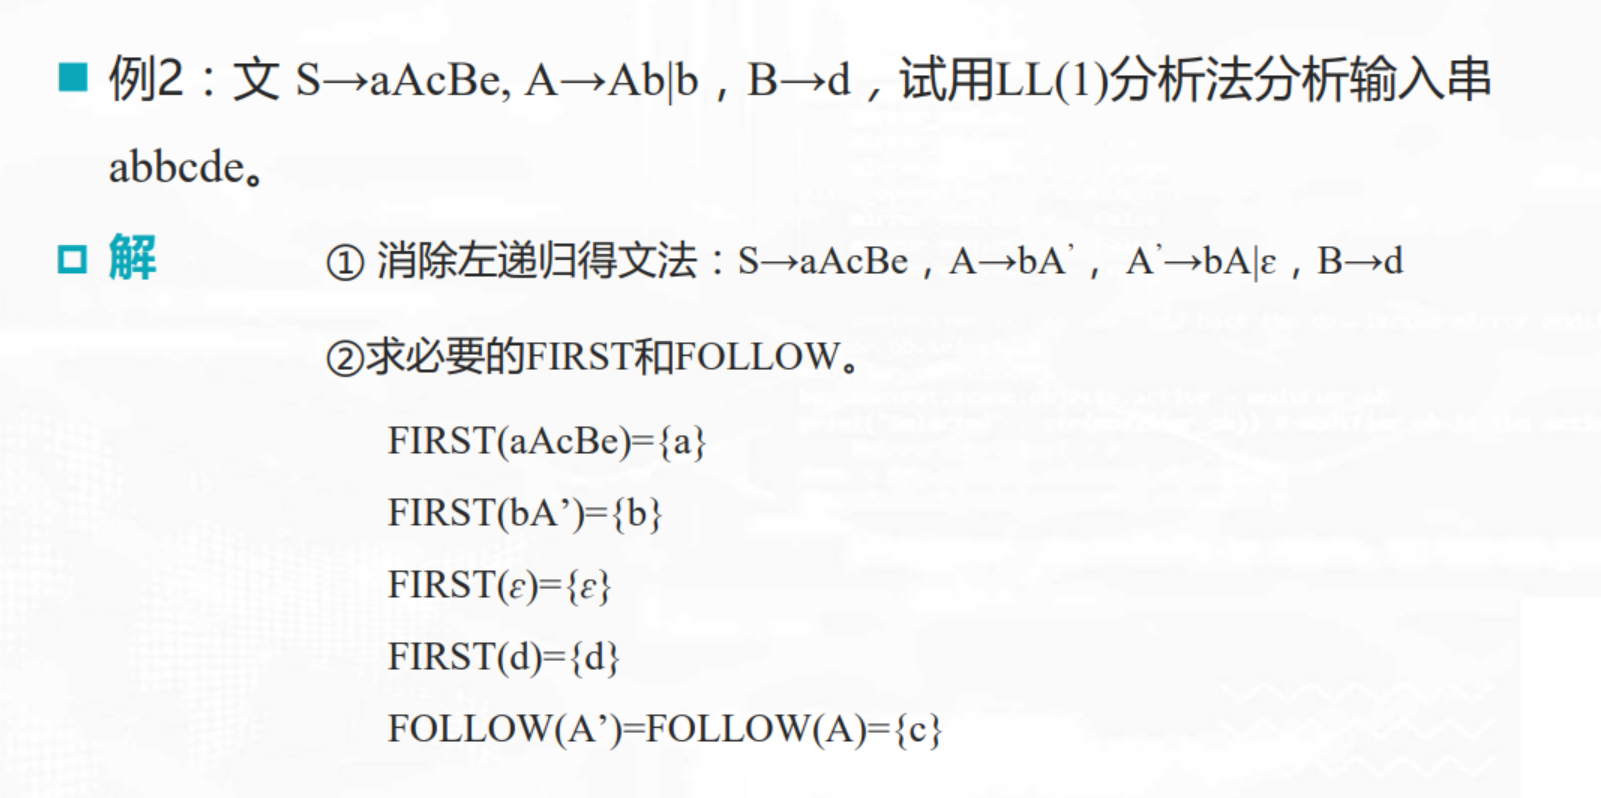 例2：文 S→aAcBe, A→Ab|b，B→d，试用LL(1)分析法分析输入串
abbcde。
解 ① 消除左递归得文法：S→aAcBe，A→bA’， A’→bA|ε，B→d
②求必要的FIRST和FOLLOW。
FIRST(aAcBe)={a}
FIRST(bA’)={b}
FIRST(ε)={ε}
FIRST(d)={d}
FOLLOW(A’)=FOLLOW(A)={c}